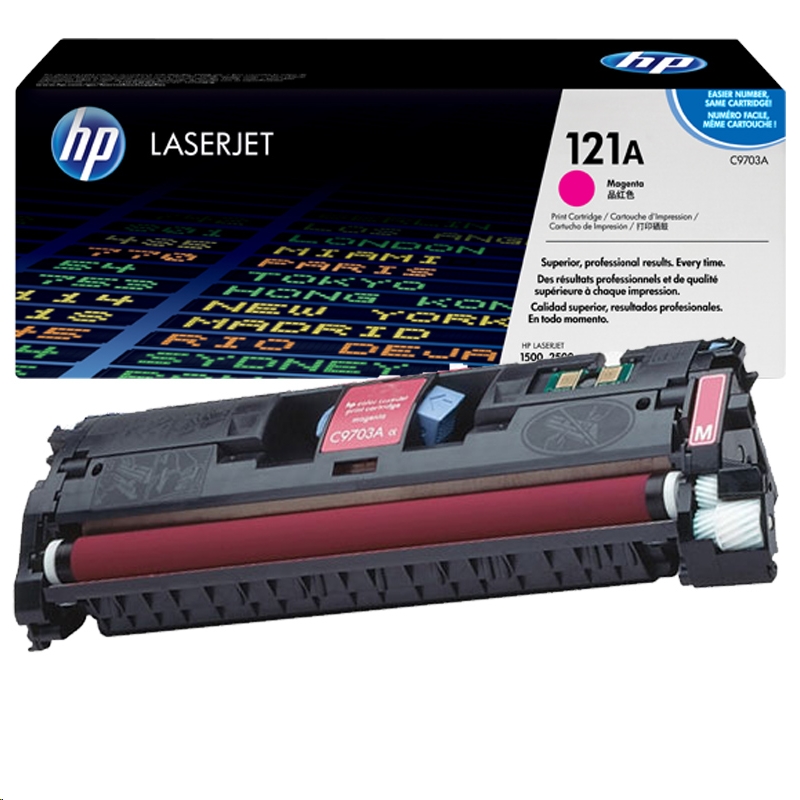 hp
EASIER NUMBER,
SAME CARTRIDGE!
NUMÉRO FACILE,
MÊME CARTOUCHE !
hp LASERJET
121A
C9703A
Magenta
品红色
Print Cartridge / Cartouche d'Impression /
Cartucho de Impresión / 打印硒鼓
Superior, professional results. Every time.
Des résultats professionnels et de qualité
supérieure à chaque impression.
Calidad superior, resultados profesionales.
En todo momento.
HP LASERJET
1500, 2500
LONDON
MIAMI
PARIS
TOKYO
HONG KONG
NEW YORK
MADRID
RIO DEJA
SYDNEY
hp color LaserJet
print cartridge
magenta
C9703A
M